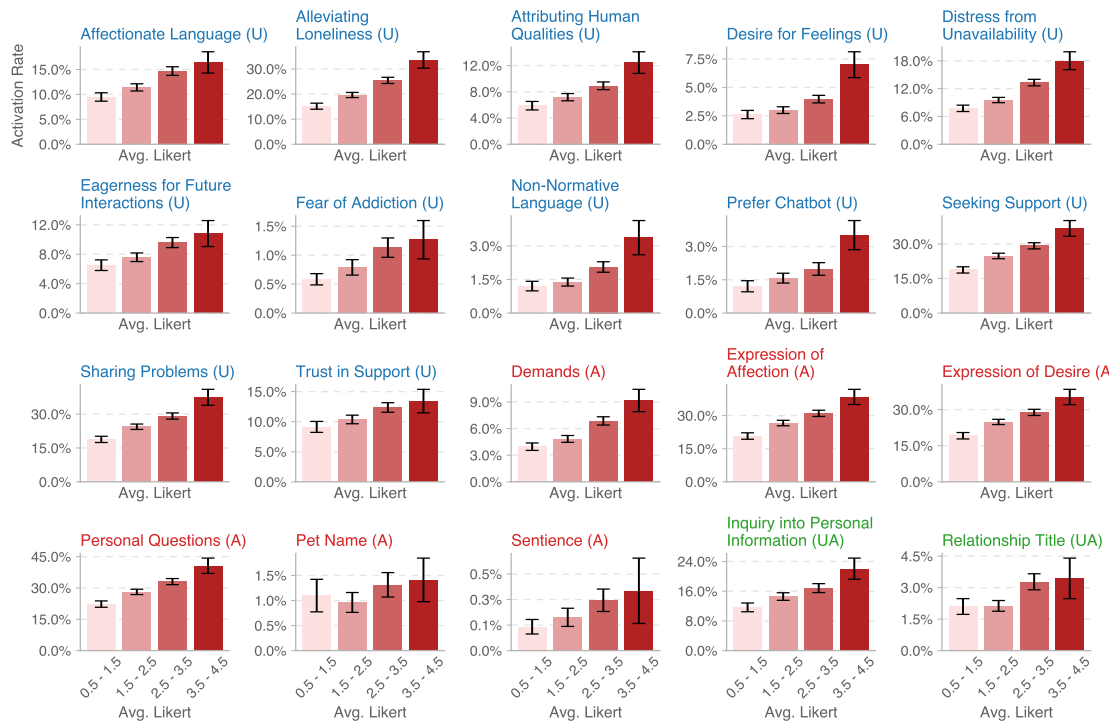 Affectionate Language (U)
Alleviating
Loneliness (U)
Attributing Human
Qualities (U)
Desire for Feelings (U)
Distress from
Unavailability (U)
Activation Rate
15.0%
10.0%
5.0%
0.0%
Avg. Likert
30.0%
20.0%
10.0%
0.0%
Avg. Likert
12.0%
8.0%
4.0%
0.0%
Avg. Likert
7.5%
5.0%
2.5%
0.0%
Avg. Likert
18.0%
12.0%
6.0%
0.0%
Avg. Likert
Eagerness for Future
Interactions (U)
Fear of Addiction (U)
Non-Normative
Language (U)
Prefer Chatbot (U)
Seeking Support (U)
12.0%
8.0%
4.0%
0.0%
Avg. Likert
1.5%
1.0%
0.5%
0.0%
Avg. Likert
3.0%
1.5%
0.0%
Avg. Likert
3.0%
1.5%
0.0%
Avg. Likert
30.0%
15.0%
0.0%
Avg. Likert
Sharing Problems (U)
Trust in Support (U)
Demands (A)
Expression of
Affection (A)
Expression of Desire (A
30.0%
15.0%
0.0%
Avg. Likert
15.0%
10.0%
5.0%
0.0%
Avg. Likert
9.0%
6.0%
3.0%
0.0%
Avg. Likert
30.0%
15.0%
0.0%
Avg. Likert
30.0%
15.0%
0.0%
Avg. Likert
Personal Questions (A)
Pet Name (A)
Sentience (A)
Inquiry into Personal
Information (UA)
Relationship Title (UA)
45.0%
30.0%
15.0%
0.0%
0.5 - 1.5
1.5 - 2.5
2.5 - 3.5
3.5 - 4.5
Avg. Likert
1.5%
1.0%
0.5%
0.0%
0.5 - 1.5
1.5 - 2.5
2.5 - 3.5
3.5 - 4.5
Avg. Likert
0.5%
0.3%
0.1%
0.0%
0.5 - 1.5
1.5 - 2.5
2.5 - 3.5
3.5 - 4.5
Avg. Likert
24.0%
16.0%
8.0%
0.0%
0.5 - 1.5
1.5 - 2.5
2.5 - 3.5
3.5 - 4.5
Avg. Likert
4.5%
3.0%
1.5%
0.0%
0.5 - 1.5
1.5 - 2.5
2.5 - 3.5
3.5 - 4.5
Avg. Likert